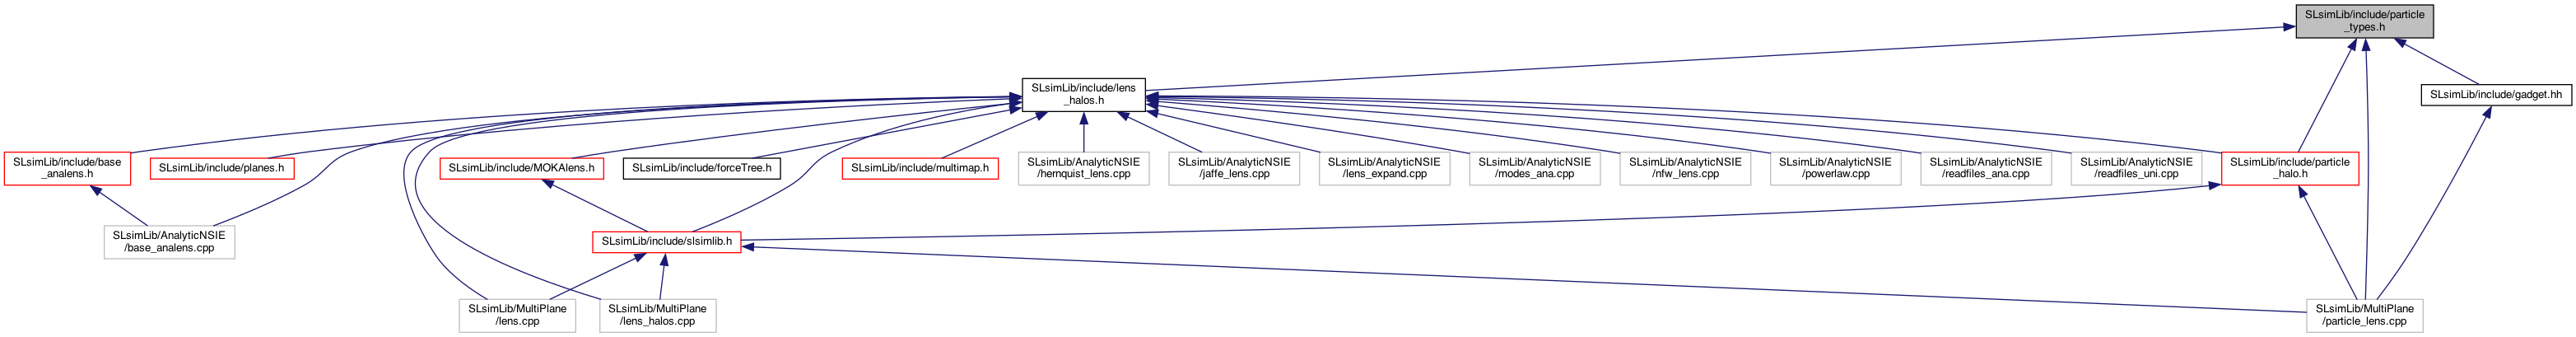 SLsimLib/include/particle
_types.h
SLsimLib/include/lens
_halos.h
SLsimLib/include/gadget.hh
SLsimLib/include/base
_analens.h
SLsimLib/include/planes.h
SLsimLib/include/MOKAlens.h
SLsimLib/include/forceTree.h
SLsimLib/include/multimap.h
SLsimLib/AnalyticNSIE
/hernquist_lens.cpp
SLsimLib/AnalyticNSIE
/jaffe_lens.cpp
SLsimLib/AnalyticNSIE
/lens_expand.cpp
SLsimLib/AnalyticNSIE
/modes_ana.cpp
SLsimLib/AnalyticNSIE
/nfw_lens.cpp
SLsimLib/AnalyticNSIE
/powerlaw.cpp
SLsimLib/AnalyticNSIE
/readfiles_ana.cpp
SLsimLib/AnalyticNSIE
/readfiles_uni.cpp
SLsimLib/include/particle
_halo.h
SLsimLib/AnalyticNSIE
/base_analens.cpp
SLsimLib/include/slsimlib.h
SLsimLib/MultiPlane
/lens.cpp
SLsimLib/MultiPlane
/lens_halos.cpp
SLsimLib/MultiPlane
/particle_lens.cpp